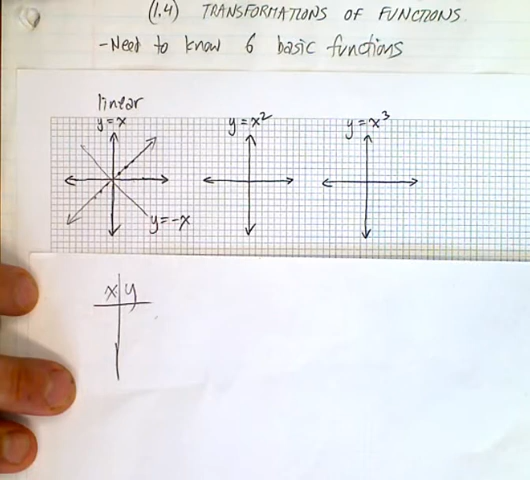 (1.4) TRANSFORMATIONS OF FUNCTIONS.
-Need to know 6 basic functions
linear
y=x
y=x²
y=x³
y=-x
x y